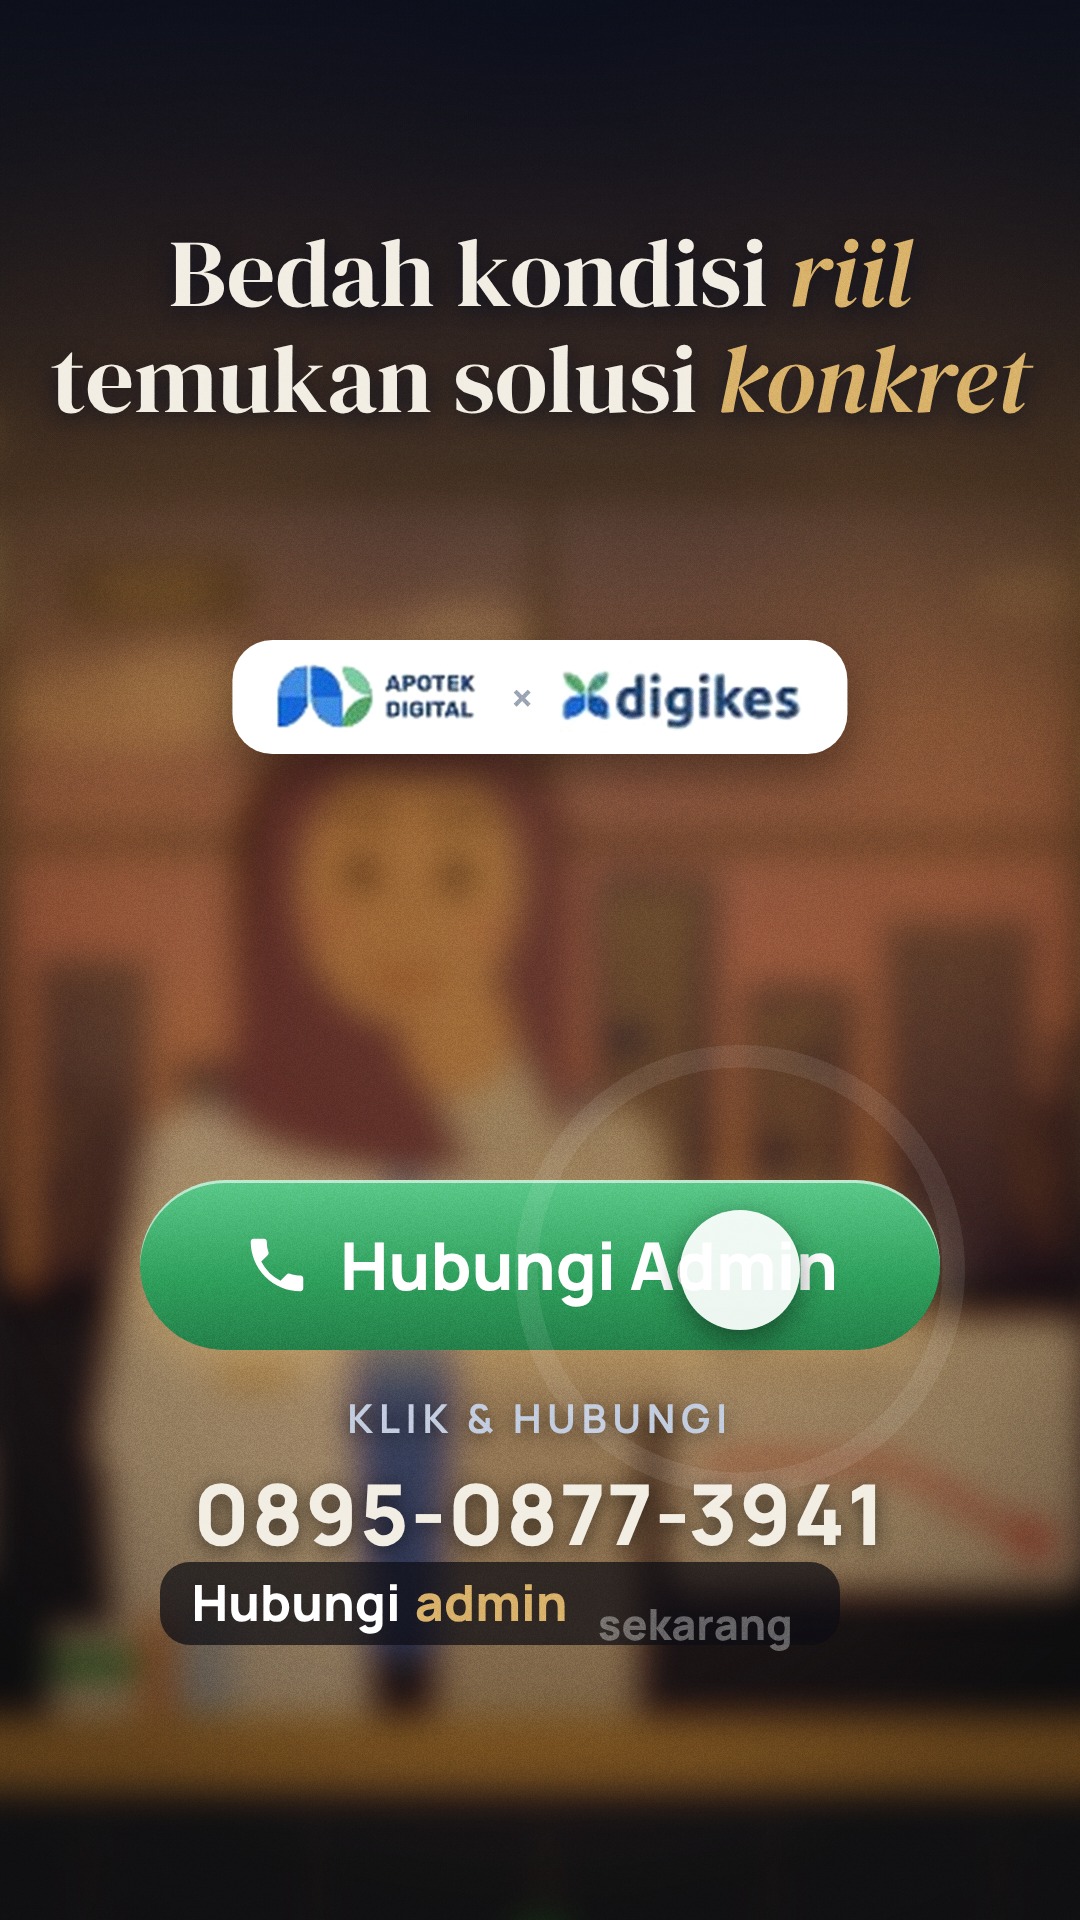 Bedah kondisi riil
temukan solusi konkret
APOTEK
DIGITAL
×
digikes
Hubungi Admin
KLIK & HUBUNGI
0895-0877-3941
Hubungi admin sekarang